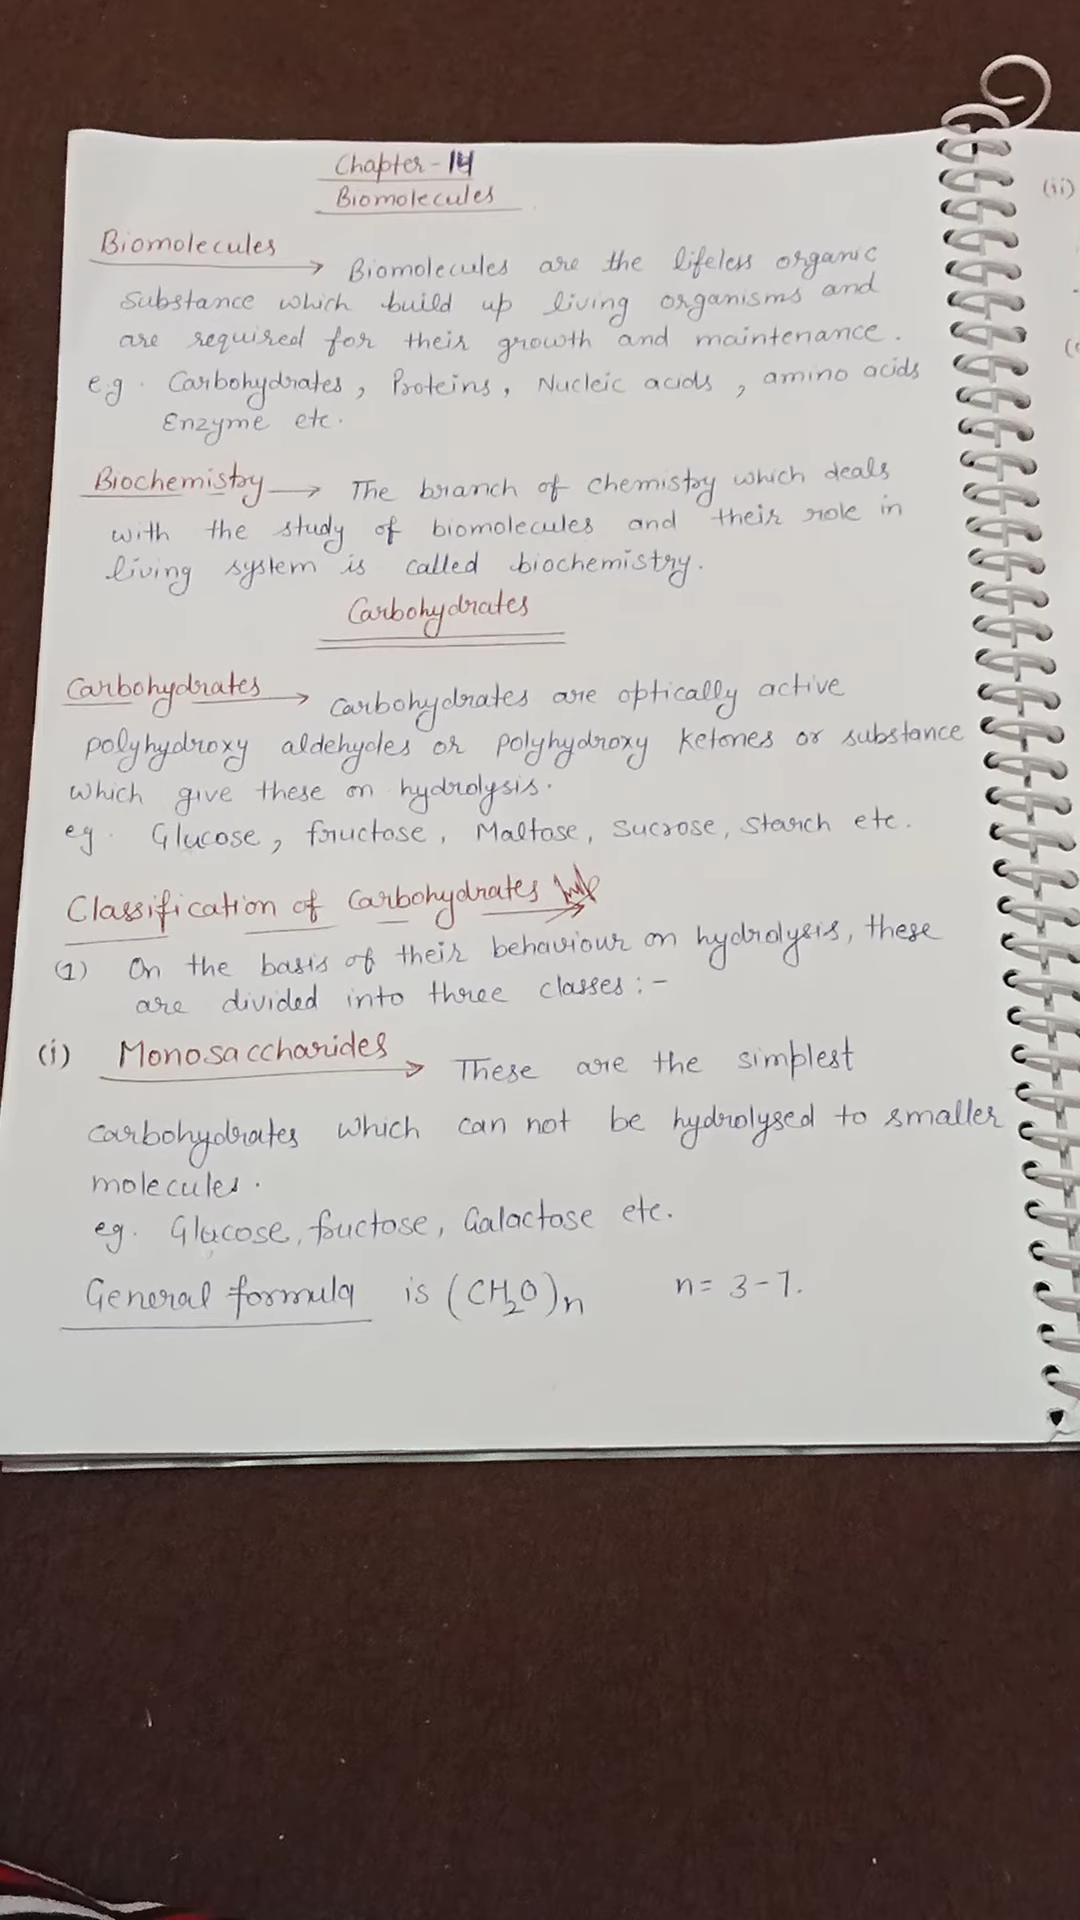 Chapter-14
Biomolecules
Biomolecules → Biomolecules are the lifeless organic
substance which build up living organisms and
are required for their growth and maintenance.
e.g. Carbohydrates, Proteins, Nucleic acids, amino acids
Enzyme etc.
Biochemistry → The branch of chemistry which deals
with the study of biomolecules and their role in
living system is called biochemistry.
Carbohydrates
Carbohydrates → Carbohydrates are optically active
polyhydroxy aldehydes or polyhydroxy ketones or substance
which give these on hydrolysis.
eg. Glucose, fructose, Maltose, Sucrose, Starch etc.
Classification of Carbohydrates Imp
(1) On the basis of their behaviour on hydrolysis, these
are divided into three classes:-
(i) Monosaccharides → These are the simplest
carbohydrates which can not be hydrolysed to smaller
molecules.
eg. Glucose, fructose, Galactose etc.
General formula is (CH₂O)n n= 3-7.
(ii)